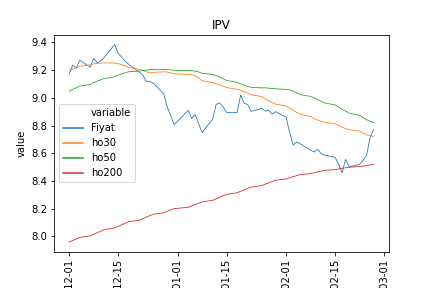 IPV
value
9.4
9.2
9.0
8.8
8.6
8.4
8.2
8.0
variable
Fiyat
ho30
ho50
ho200
12-01
12-15
01-01
01-15
02-01
02-15
03-01